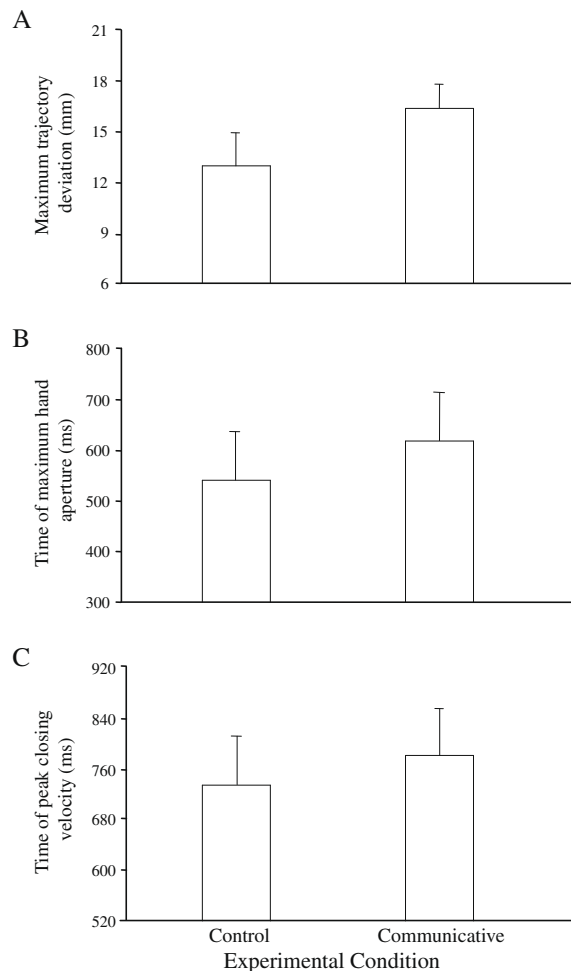 A
Maximum trajectory
deviation (mm)
21
18
15
12
9
6
B
Time of maximum hand
aperture (ms)
800
700
600
500
400
300
C
Time of peak closing
velocity (ms)
920
840
760
680
600
520
Control Communicative
Experimental Condition